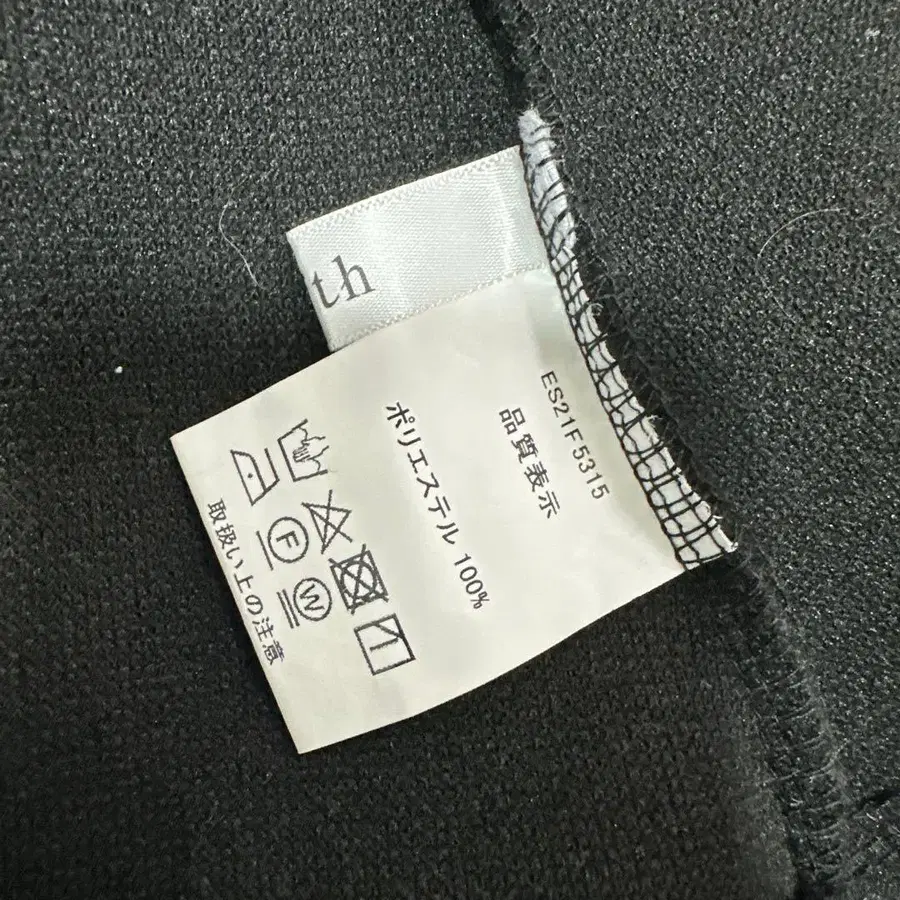 th
ES21F5315
品質表示
ポリエステル 100%
F
W
取扱い上の注意